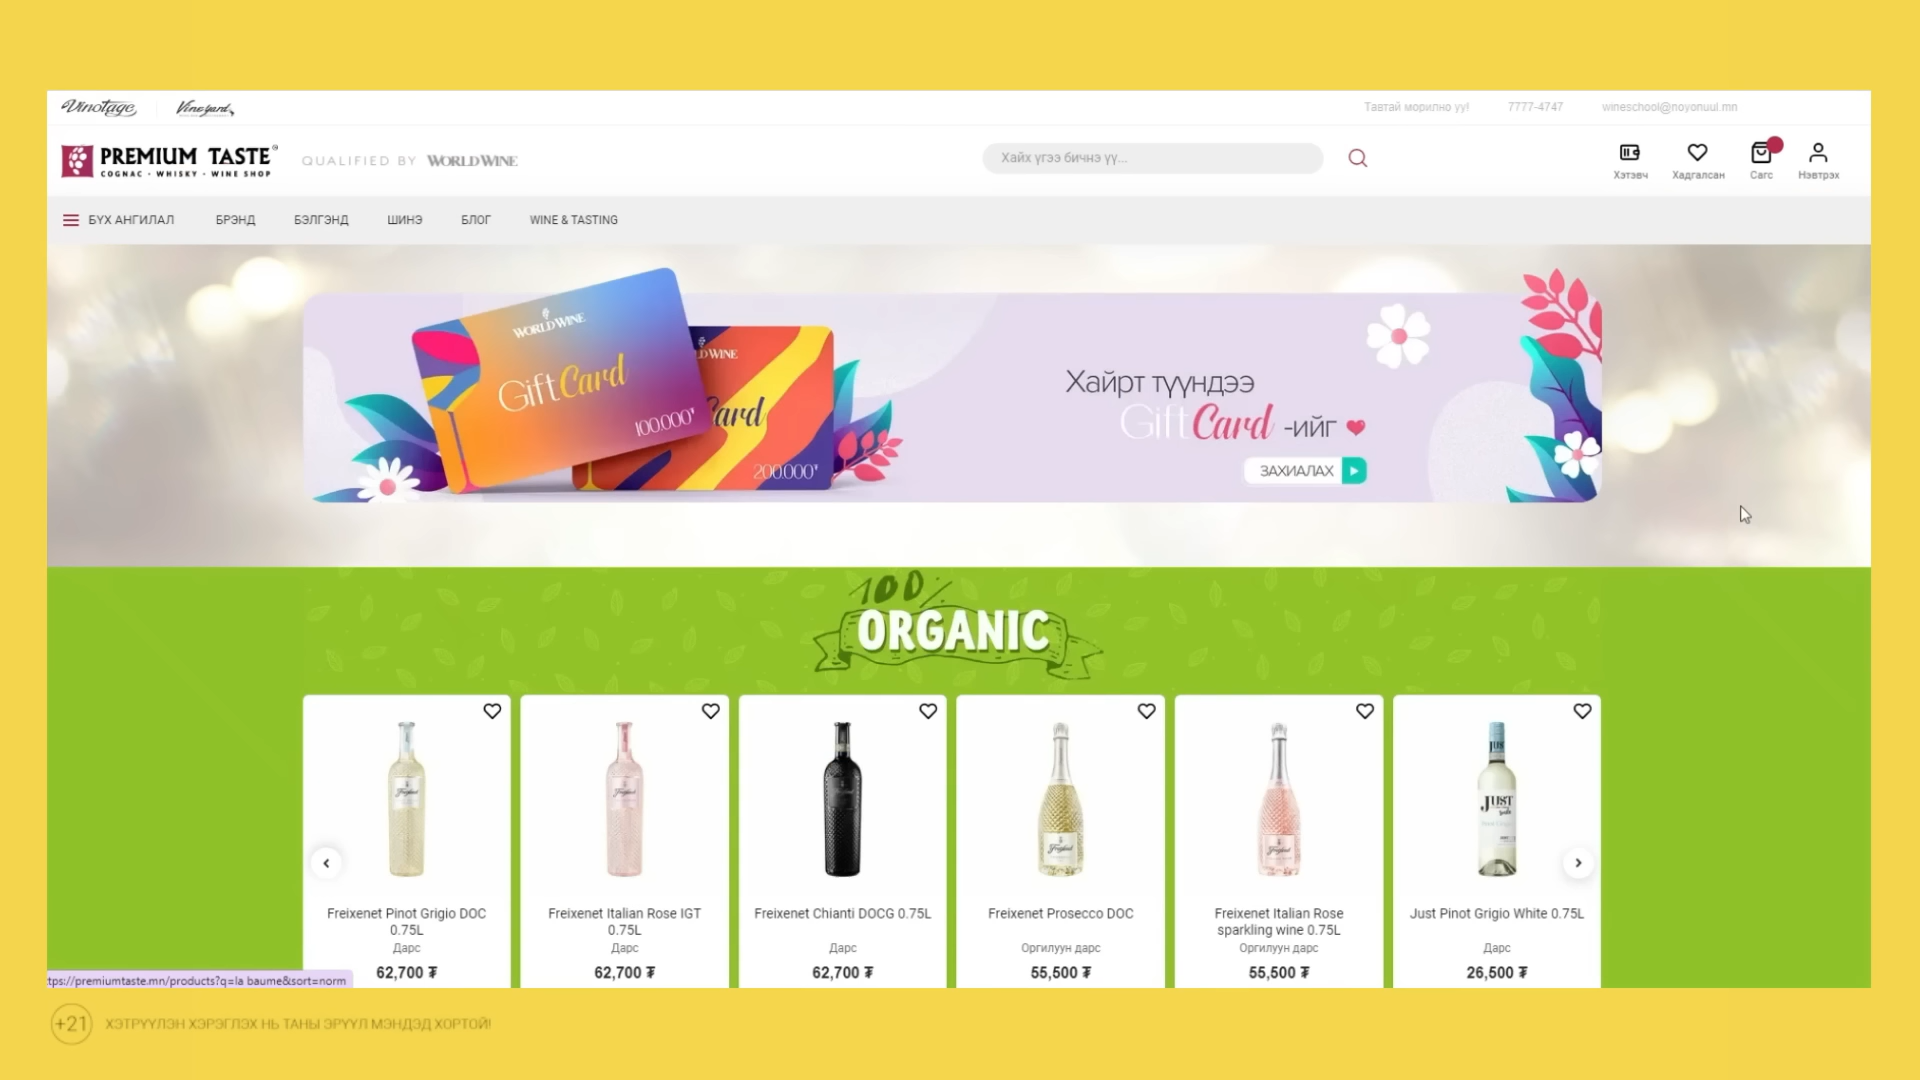 Vinotage
Vineyard
Тавтай морилно уу!
7777-4747
wineschool@noyonuul.mn
PREMIUM TASTE
COGNAC - WHISKY - WINE SHOP
QUALIFIED BY WORLD WINE
Хайх үгээ бичнэ үү...
Хэтэвч
Хадгалсан
Сагс
Нэвтрэх
БҮХ АНГИЛАЛ
БРЭНД
БЭЛГЭНД
ШИНЭ
БЛОГ
WINE & TASTING
WORLD WINE
Gift Card
100.000₮
D WINE
Card
200.000₮
Хайрт түүндээ
Gift Card -ийг
ЗАХИАЛАХ
100%
ORGANIC
Freixenet Pinot Grigio DOC
0.75L
Дарс
62,700 ₮
Freixenet Italian Rose IGT
0.75L
Дарс
62,700 ₮
Freixenet Chianti DOCG 0.75L
Дарс
62,700 ₮
Freixenet Prosecco DOC
Оргилуун дарс
55,500 ₮
Freixenet Italian Rose
sparkling wine 0.75L
Оргилуун дарс
55,500 ₮
JUST
Just Pinot Grigio White 0.75L
Дарс
26,500 ₮
tps://premiumtaste.mn/products?q=la baume&sort=norm
+21
ХЭТРҮҮЛЭН ХЭРЭГЛЭХ НЬ ТАНЫ ЭРҮҮЛ МЭНДЭД ХОРТОЙ!